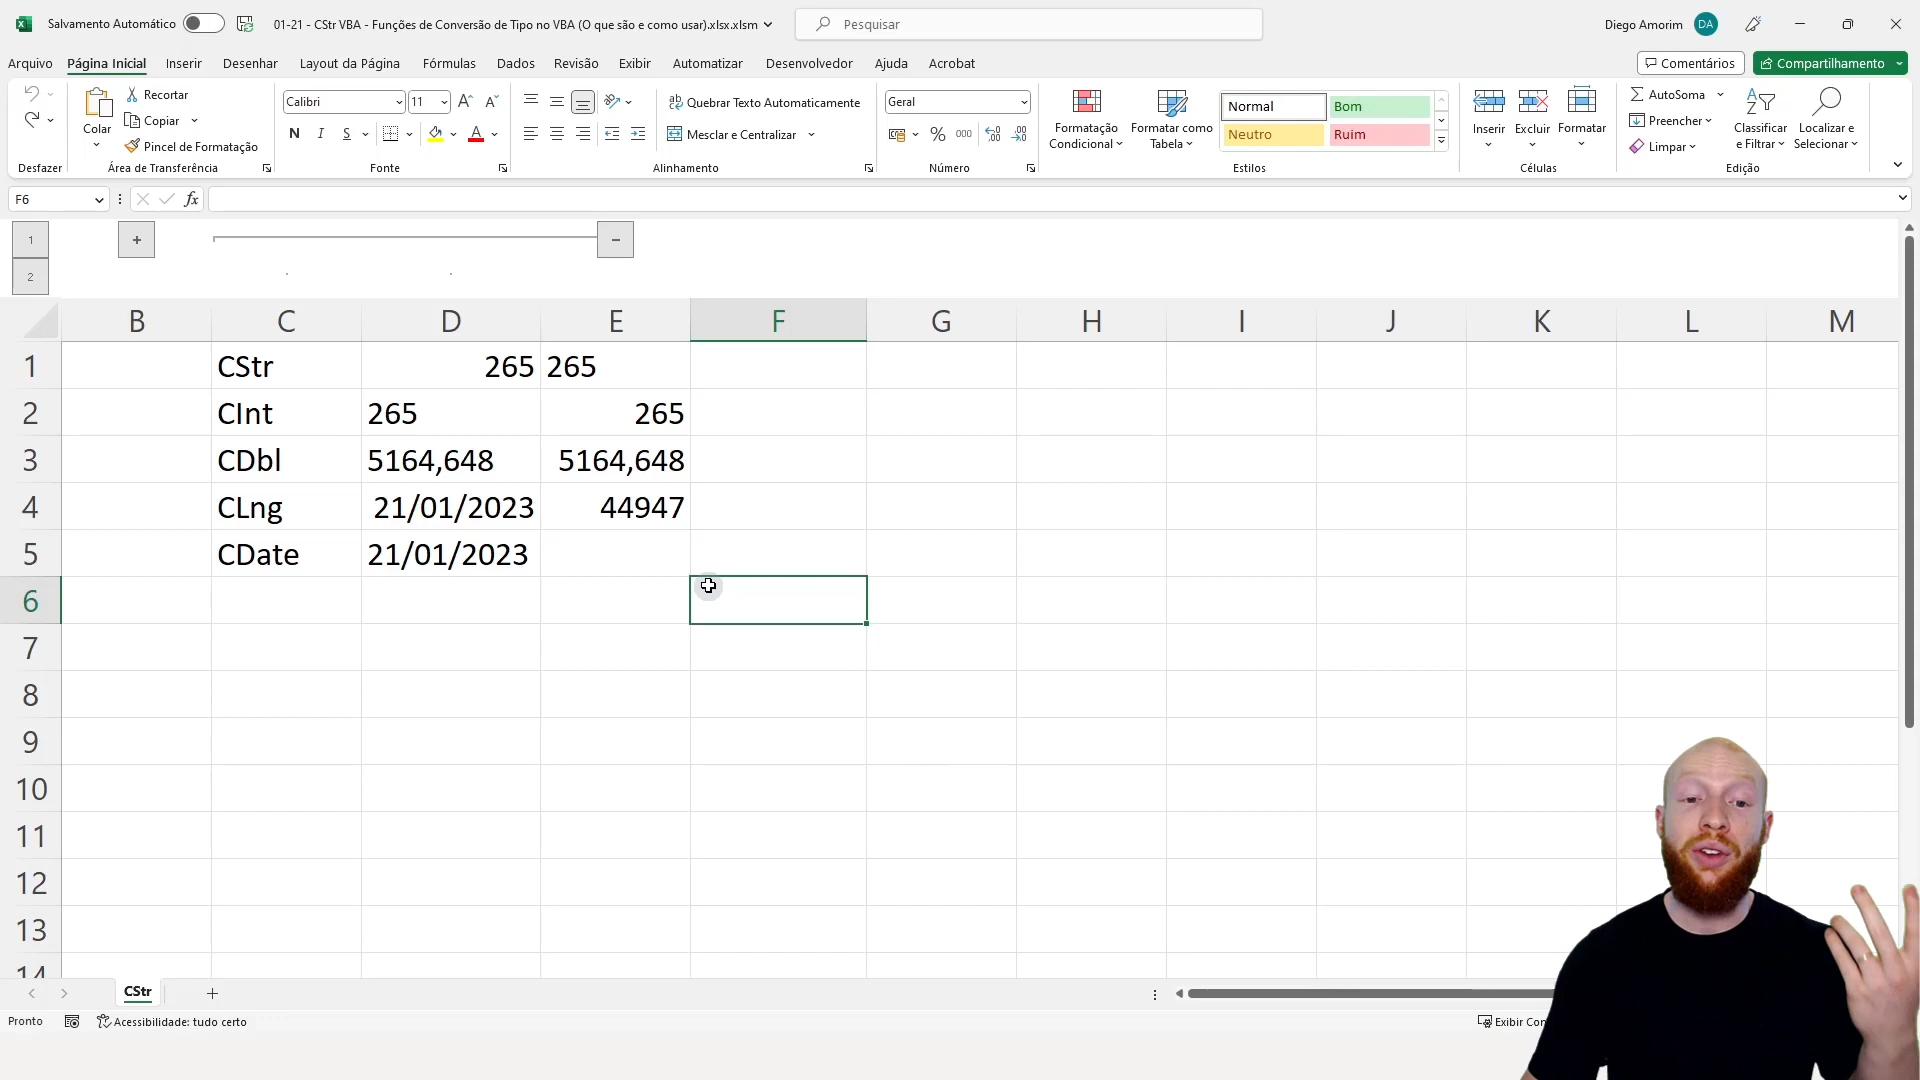 Salvamento Automático
01-21 - CStr VBA - Funções de Conversão de Tipo no VBA (O que são e como usar).xlsx.xlsm
Pesquisar
Diego Amorim
DA
Arquivo Página Inicial Inserir Desenhar Layout da Página Fórmulas Dados Revisão Exibir Automatizar Desenvolvedor Ajuda Acrobat
Comentários
Compartilhamento
Desfazer
Colar
Recortar
Copiar
Pincel de Formatação
Área de Transferência
Calibri
11
N I S
Fonte
Quebrar Texto Automaticamente
Mesclar e Centralizar
Alinhamento
Geral
% 000
Número
Formatação Condicional
Formatar como Tabela
Normal Bom
Neutro Ruim
Estilos
Inserir Excluir Formatar
Células
AutoSoma
Preencher
Limpar
Classificar e Filtrar
Localizar e Selecionar
Edição
F6
fx
1
2
B C D E F G H I J K L M
1 CStr 265 265
2 CInt 265 265
3 CDbl 5164,648 5164,648
4 CLng 21/01/2023 44947
5 CDate 21/01/2023
6
7
8
9
10
11
12
13
14
CStr
Pronto
Acessibilidade: tudo certo